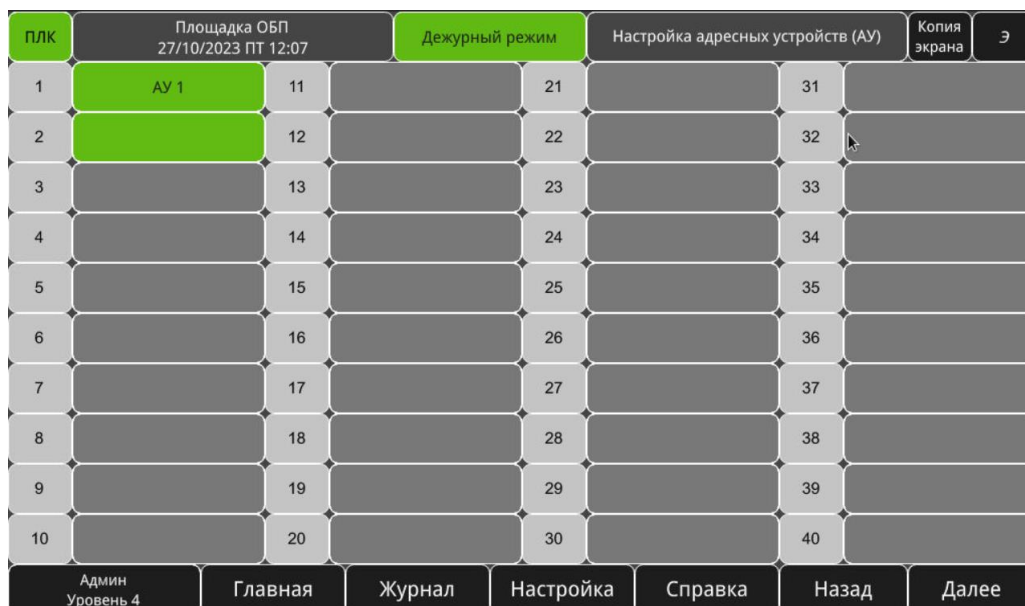 ПЛК
Площадка ОБП
27/10/2023 ПТ 12:07
Дежурный режим
Настройка адресных устройств (АУ)
Копия
экрана
Э
1 АУ 1 11 21 31
2 12 22 32
3 13 23 33
4 14 24 34
5 15 25 35
6 16 26 36
7 17 27 37
8 18 28 38
9 19 29 39
10 20 30 40
Админ
Уровень 4
Главная
Журнал
Настройка
Справка
Назад
Далее